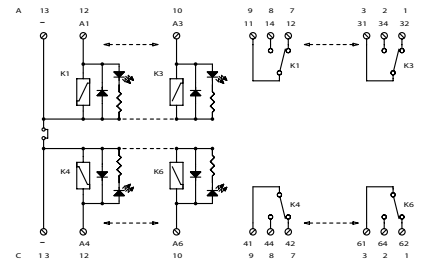 A 13 12 10 9 8 7 3 2 1
– A1 A3 11 14 12 31 34 32
K1 K3 K1 K3
K4 K6 K4 K6
– A4 A6 41 44 42 61 64 62
C 13 12 10 9 8 7 3 2 1